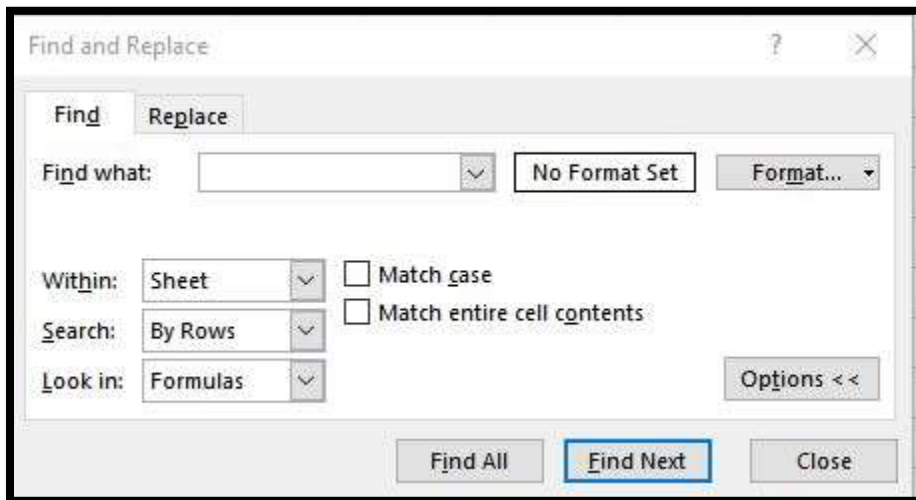 Find and Replace ?
Find Replace
Find what: No Format Set Format...
Within: Sheet Match case
Match entire cell contents
Search: By Rows
Look in: Formulas Options <<
Find All Find Next Close